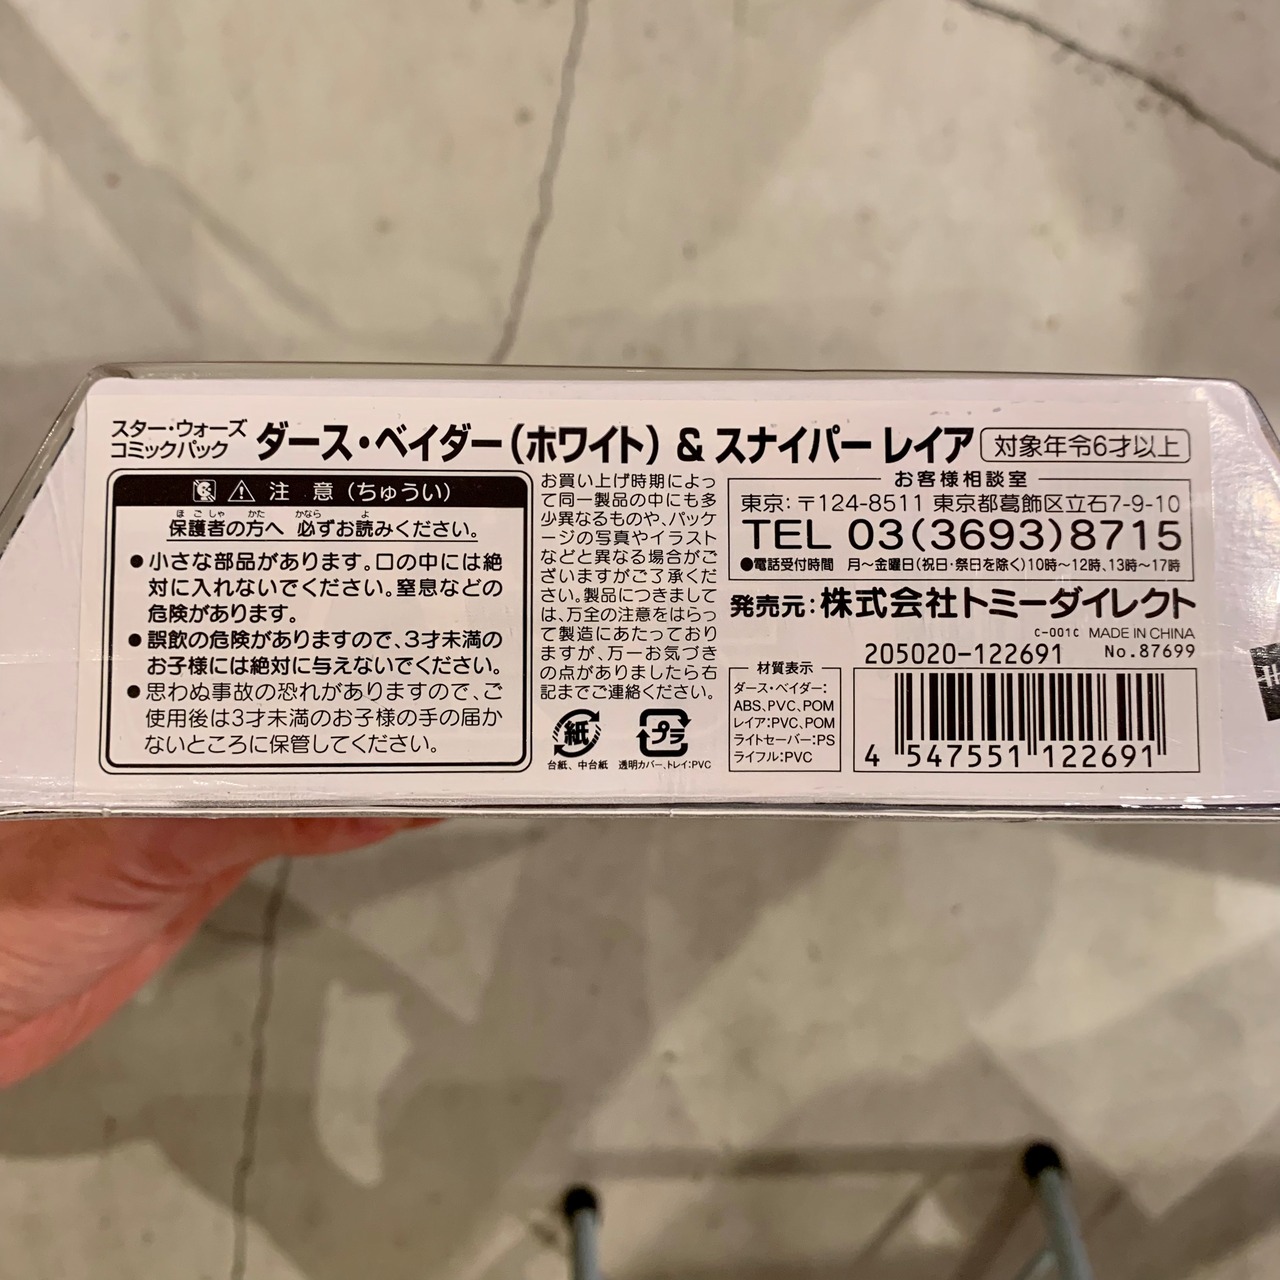 スター・ウォーズ
コミックパック
ダース・ベイダー(ホワイト) & スナイパー レイア
対象年令6才以上
注 意(ちゅうい)
ほごしゃ かた かなら よ
保護者の方へ 必ずお読みください。
●小さな部品があります。口の中には絶
対に入れないでください。窒息などの
危険があります。
●誤飲の危険がありますので、3才未満の
お子様には絶対に与えないでください。
●思わぬ事故の恐れがありますので、ご
使用後は3才未満のお子様の手の届か
ないところに保管してください。
お買い上げ時期によっ
て同一製品の中にも多
少異なるものや、パッケ
ージの写真やイラスト
などと異なる場合がご
ざいますがご了承くだ
さい。製品につきまして
は、万全の注意をはらっ
て製造にあたっており
ますが、万一お気づき
の点がありましたら右
記までご連絡ください。
紙
台紙、中台紙
プラ
透明カバー、トレイ:PVC
お客様相談室
東京:〒124-8511 東京都葛飾区立石7-9-10
TEL 03(3693)8715
●電話受付時間 月〜金曜日(祝日・祭日を除く)10時〜12時、13時〜17時
発売元:株式会社トミーダイレクト
C-001C MADE IN CHINA
205020-122691 No.87699
材質表示
ダース・ベイダー:
ABS、PVC、POM
レイア:PVC、POM
ライトセーバー:PS
ライフル:PVC
4 547551 122691